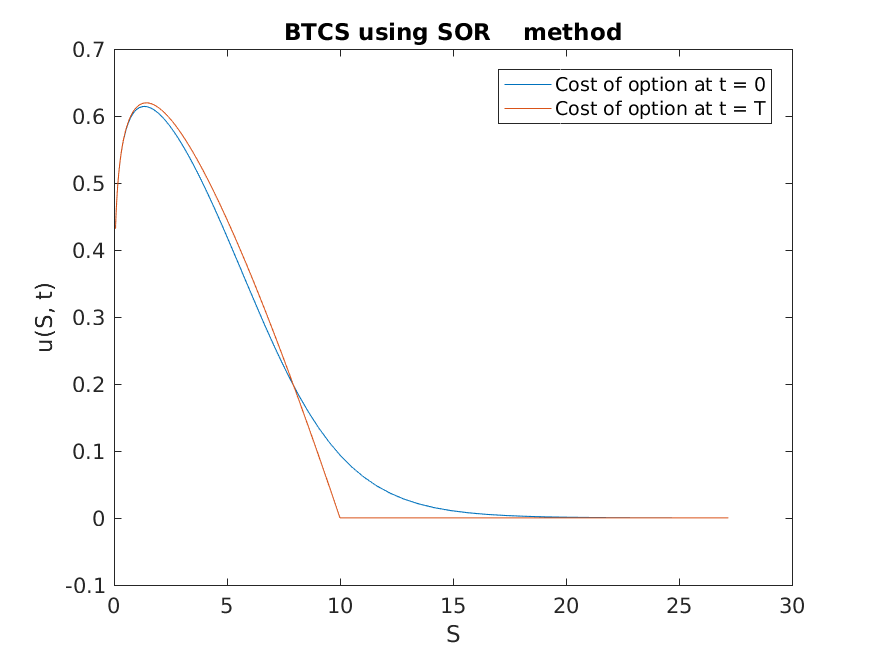 BTCS using SOR    method
0.7
0.6
0.5
0.4
0.3
0.2
0.1
0
-0.1
u(S, t)
Cost of option at t = 0
Cost of option at t = T
0 5 10 15 20 25 30
S